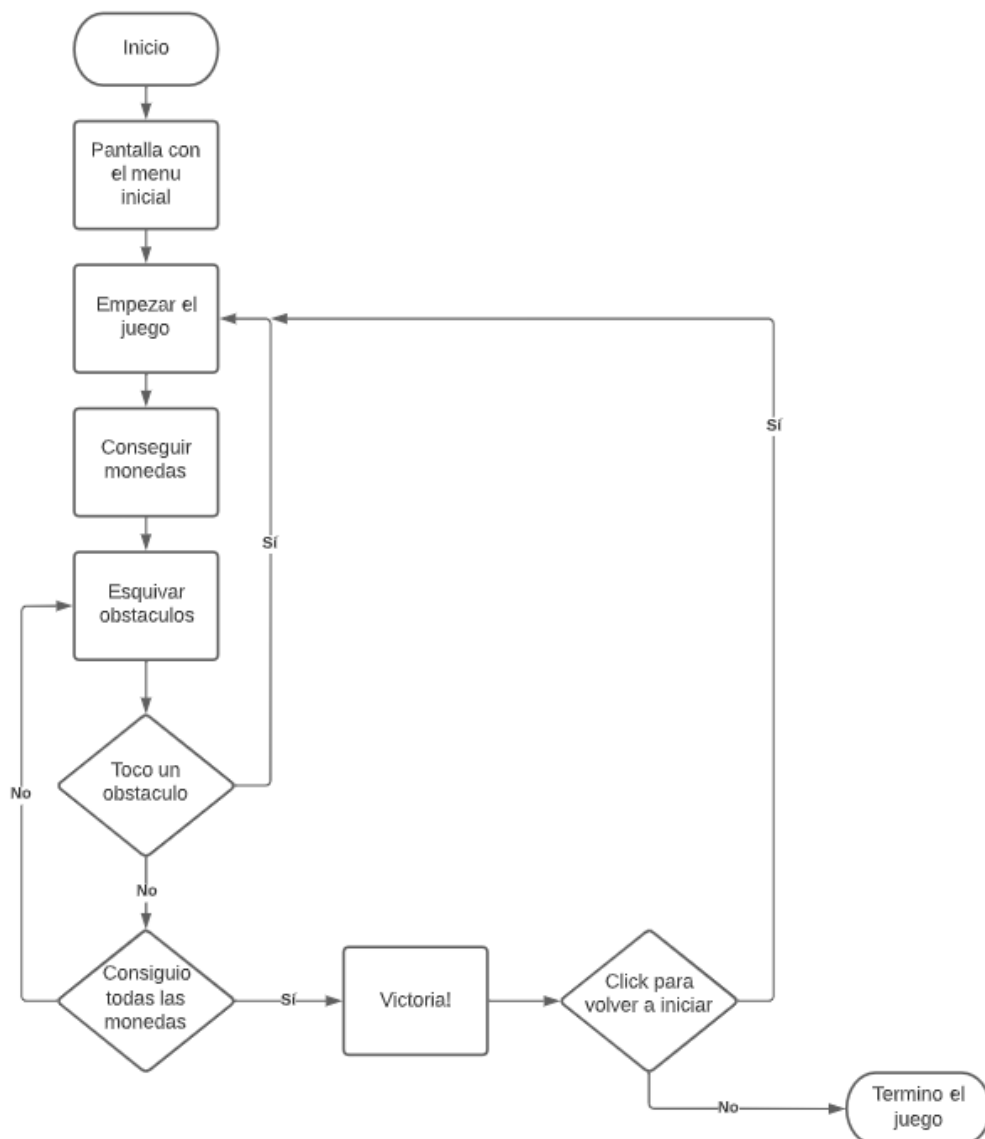 Inicio
Pantalla con
el menu
inicial
Empezar el
juego
Sí
Conseguir
monedas
Sí
Esquivar
obstaculos
Toco un
obstaculo
No
No
Consiguio
todas las
monedas
Sí
Victoria!
Click para
volver a iniciar
No
Termino el
juego